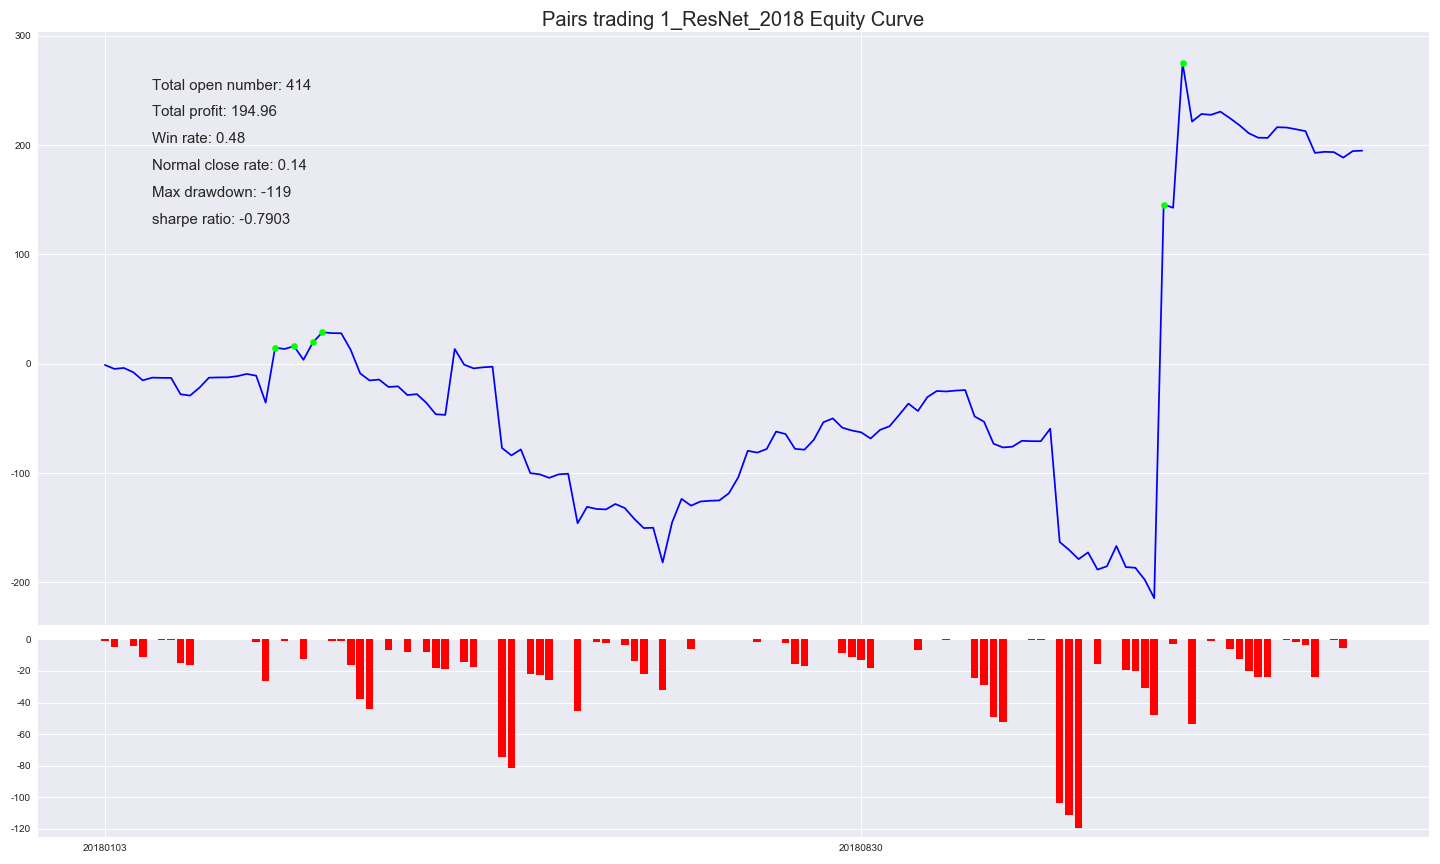 Pairs trading 1_ResNet_2018 Equity Curve
300
Total open number: 414
Total profit: 194.96
Win rate: 0.48
200
Normal close rate: 0.14
Max drawdown: -119
sharpe ratio: -0.7903
100
0
-100
-200
0
-20
-40
-60
-80
-100
-120
20180103
20180830